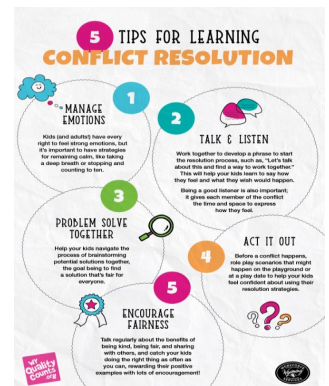 5 TIPS FOR LEARNING
CONFLICT RESOLUTION
1
MANAGE
EMOTIONS
Kids (and adults!) have every
right to feel strong emotions, but
it's important to have strategies
for remaining calm, like taking
a deep breath or stopping and
counting to ten.
2
TALK & LISTEN
Work together to develop a phrase to start
the resolution process, such as, "Let's talk
about this and find a way to work together."
This will help your kids learn to say how
they feel and what they wish would happen.
Being a good listener is also important;
it gives each member of the conflict
the time and space to express
how they feel.
3
PROBLEM SOLVE
TOGETHER
Help your kids navigate the
process of brainstorming
potential solutions together,
the goal being to find
a solution that's fair for
everyone.
4
ACT IT OUT
Before a conflict happens,
role play scenarios that might
happen on the playground or
at a play date to help your kids
feel confident about using their
resolution strategies.
5
ENCOURAGE
FAIRNESS
Talk regularly about the benefits of
being kind, being fair, and sharing
with others, and catch your kids
doing the right thing as often as
you can, rewarding their positive
examples with lots of encouragement!
???
MY
Quality
Counts
.org